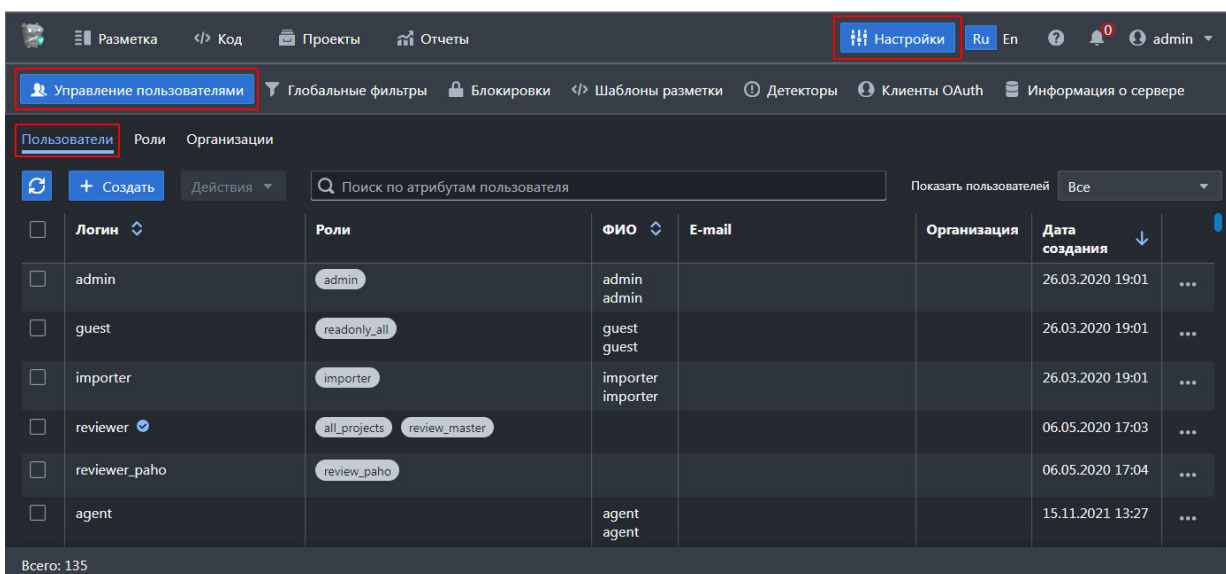 Разметка </> Код Проекты Отчеты Настройки Ru En 0 admin
Управление пользователями Глобальные фильтры Блокировки </> Шаблоны разметки Детекторы Клиенты OAuth Информация о сервере
Пользователи Роли Организации
+ Создать Действия Поиск по атрибутам пользователя Показать пользователей Все
Логин Роли ФИО E-mail Организация Дата
создания
admin admin admin 26.03.2020 19:01
admin
guest readonly_all guest 26.03.2020 19:01
guest
importer importer importer 26.03.2020 19:01
importer
reviewer all_projects review_master 06.05.2020 17:03
reviewer_paho review_paho 06.05.2020 17:04
agent agent 15.11.2021 13:27
agent
Всего: 135